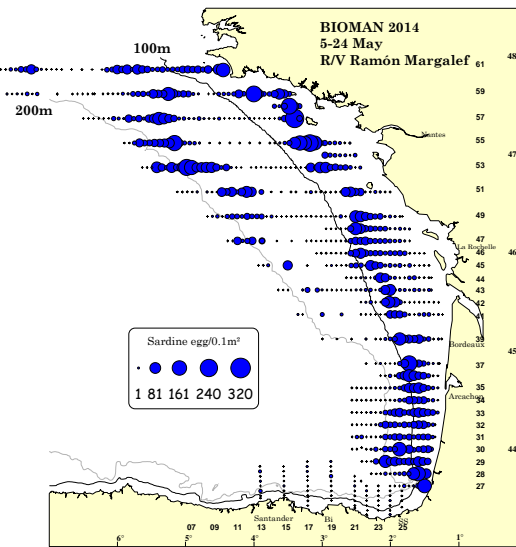 BIOMAN 2014
5-24 May
R/V Ramón Margalef
100m
200m
48
61
59
57
Nantes
55
47
53
51
49
La Rochelle
47
46
45
44
43
42
41
39
Bordeaux
45
37
35
Arcachon
33
32
31
30
44
29
28
27
Sardine egg/0.1m²
1 81 161 240 320
Santander
Bi
SS
07 09 11 13 15 17 19 21 23 25
6° 5° 4° 3° 2° 1°